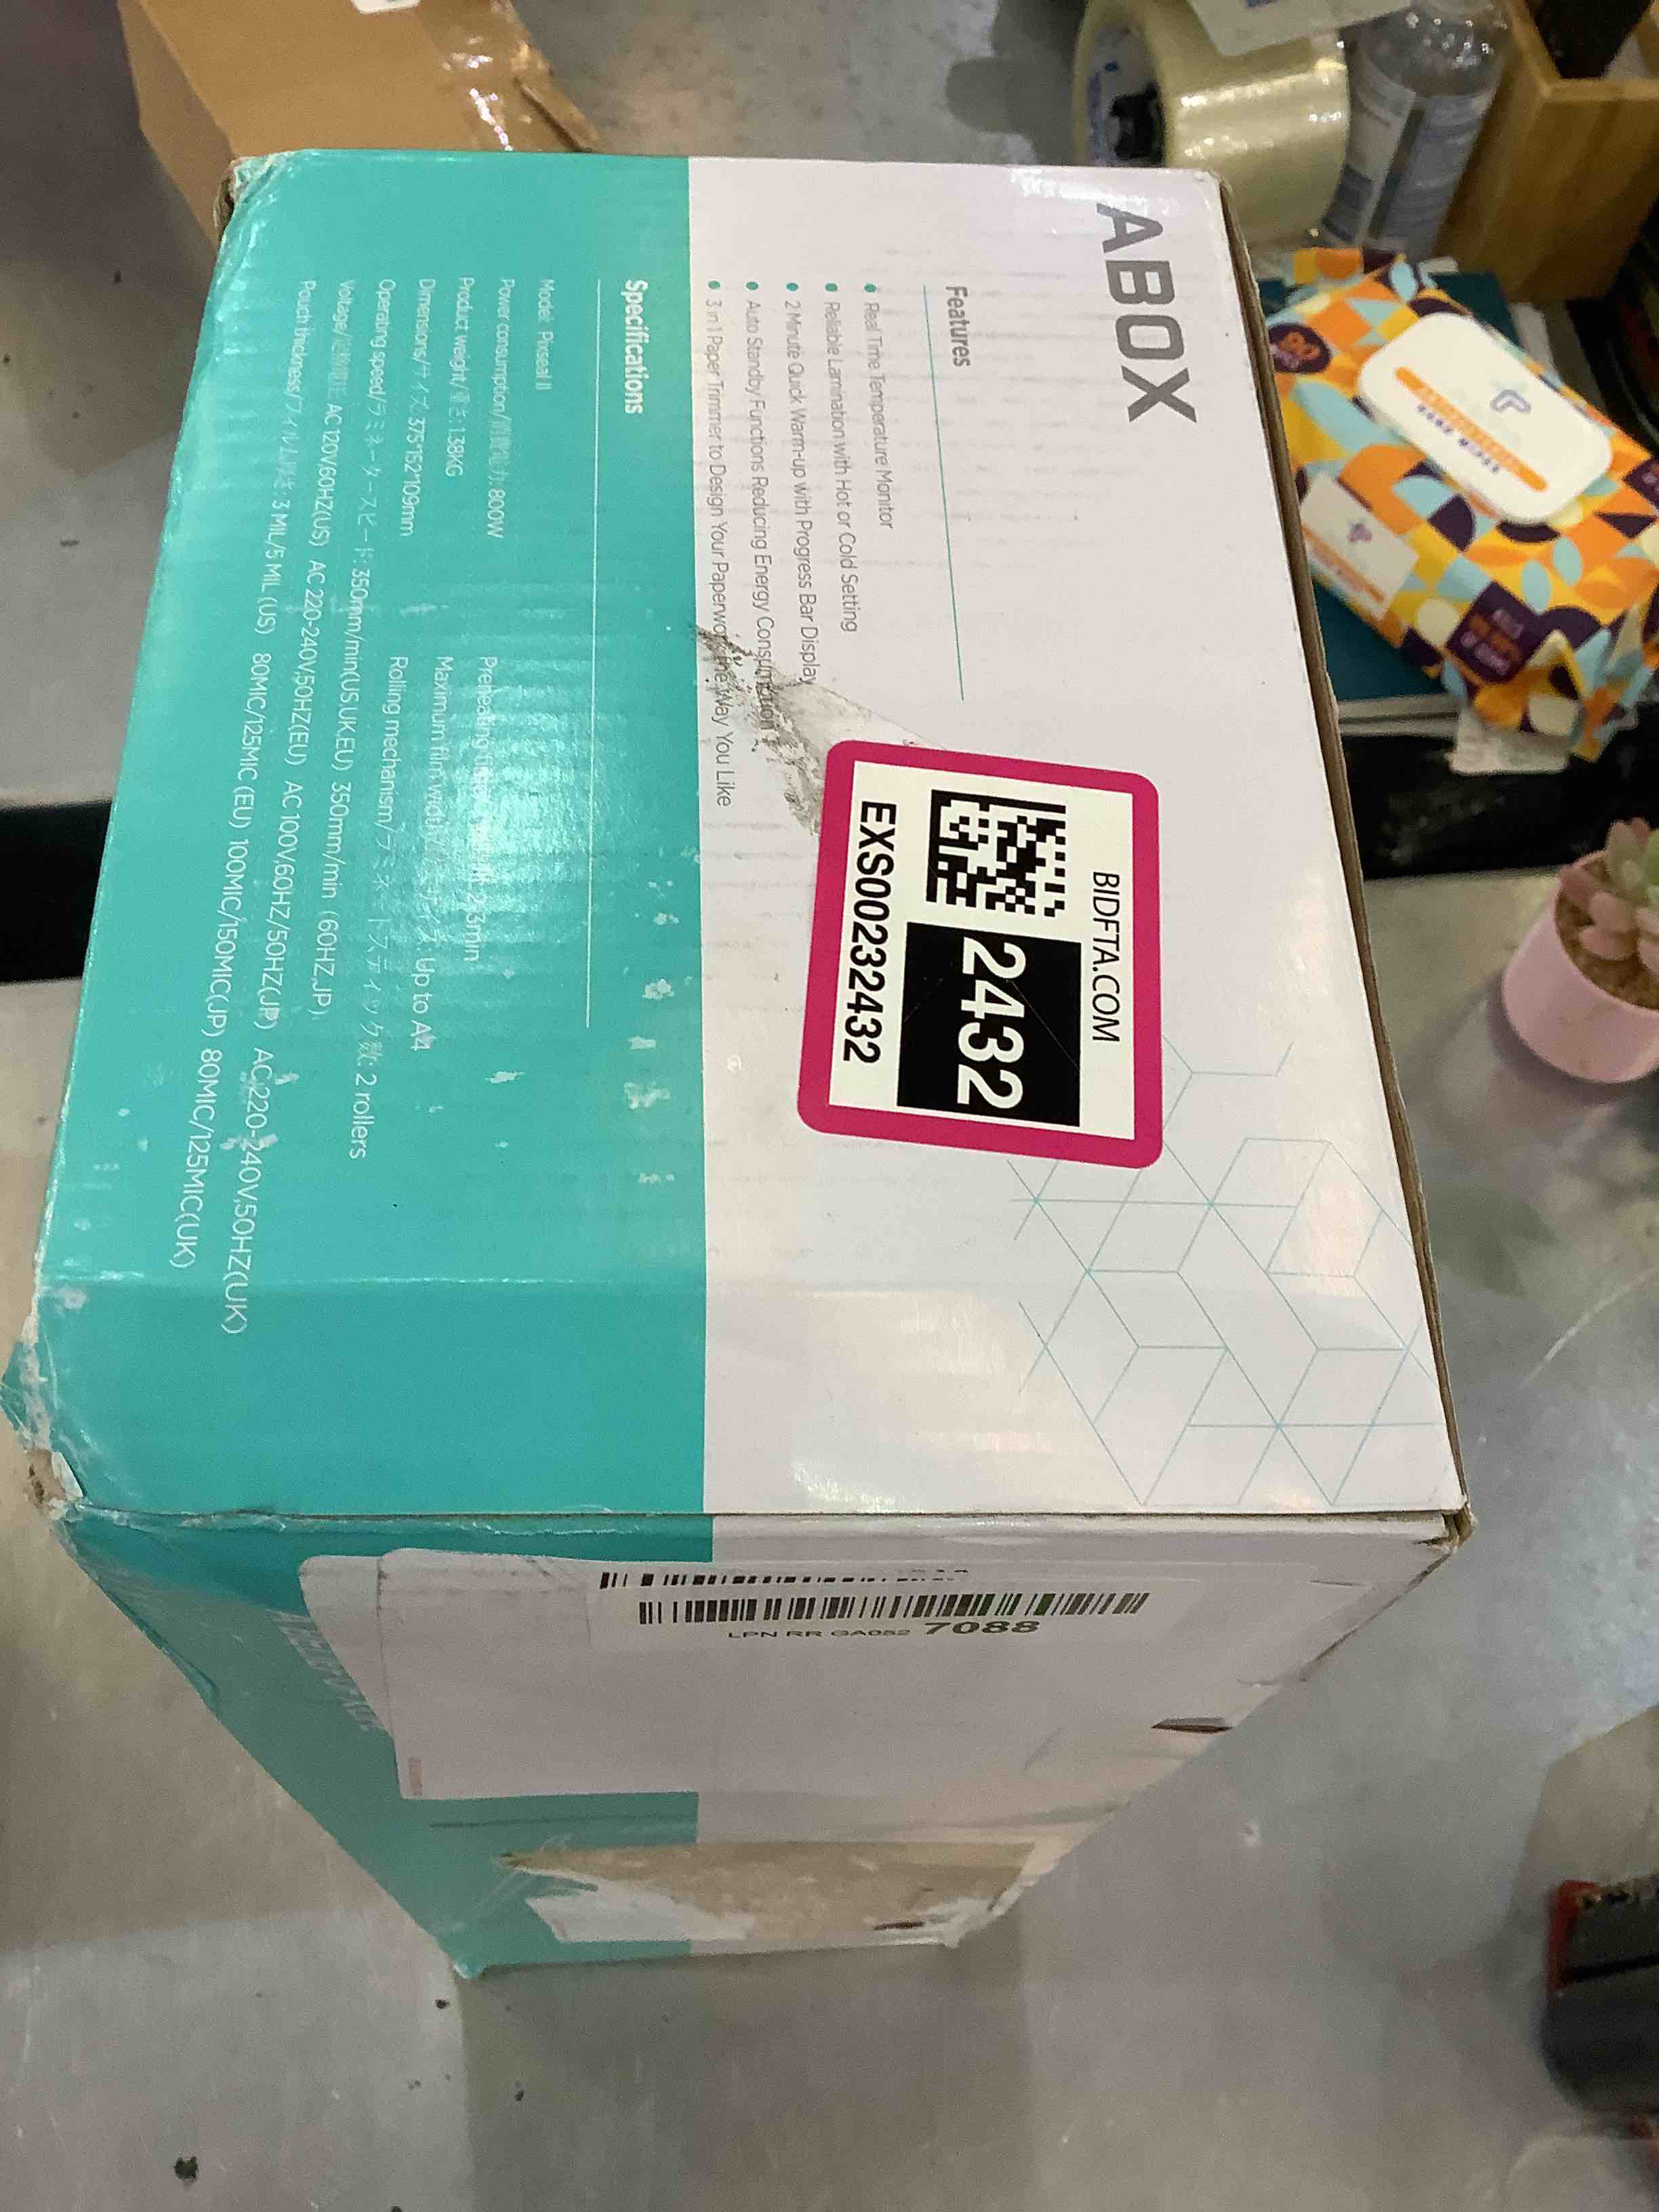 ABOX
Features
Real Time Temperature Monitor
Reliable Lamination with Hot or Cold Setting
2 Minute Quick Warm-up with Progress Bar Display
Auto Standby Functions Reducing Energy Consumption
3 in 1 Paper Trimmer to Design Your Paperwork the Way You Like
BIDFTA.COM
2432
EXS00232432
Specifications
Model: Phiseal II
Power consumption/消費電力: 800W
Product weight/重さ: 1.38KG
Dimensions/サイズ: 375*152*109mm
Operating speed/ラミネータースピード: 350mm/min(US,UK,EU) 350mm/min (60HZ,JP)
Voltage/ AC 120V,60HZ(US) AC 220-240V,50HZ(EU) AC 100V,60HZ/50HZ(JP) AC 220-240V,50HZ(UK)
Pouch thickness/フィルム厚さ: 3 MIL/5 MIL (US) 80MIC/125MIC (EU) 100MIC/150MIC(JP) 80MIC/125MIC(UK)
Preheating 2-3min
Maximum film width Up to A4
Rolling mechanism/ラミネートスティック数: 2 rollers
LPN RR GA052 7088